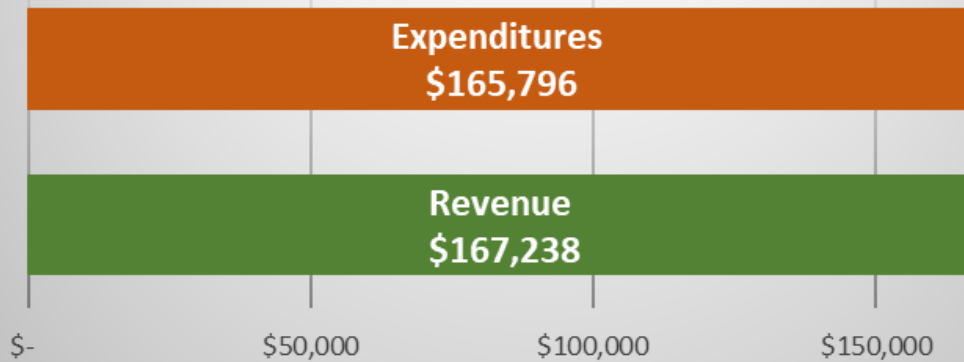 Expenditures
$165,796
Revenue
$167,238
$- $50,000 $100,000 $150,000